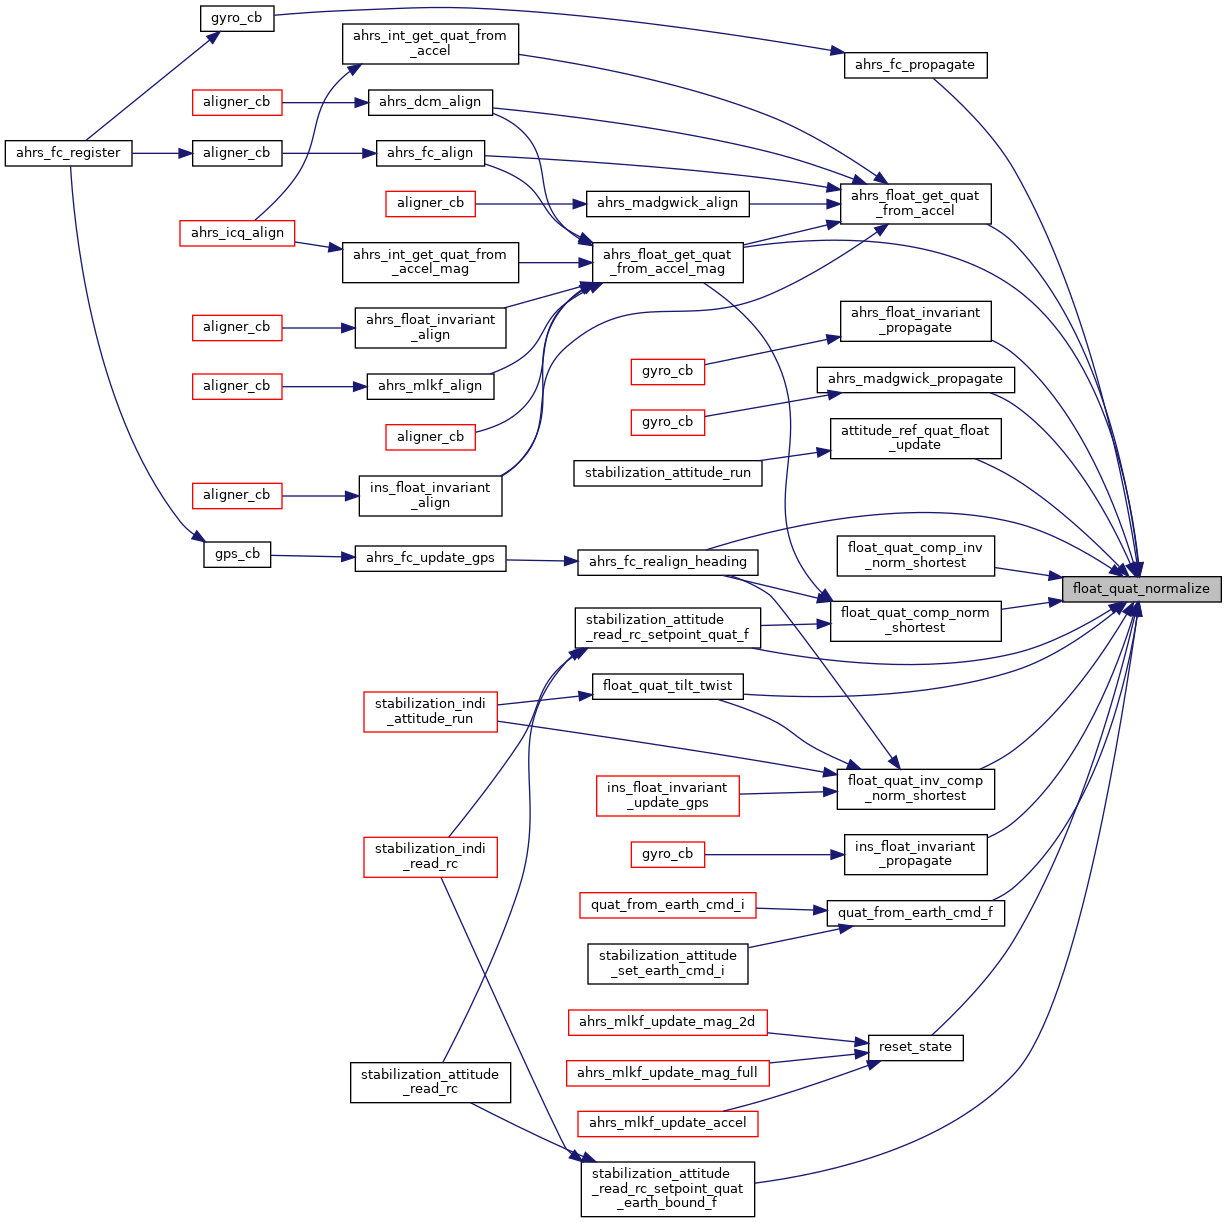 gyro_cb
ahrs_int_get_quat_from
_accel
ahrs_fc_propagate
aligner_cb
ahrs_dcm_align
ahrs_fc_register
aligner_cb
ahrs_fc_align
aligner_cb
ahrs_madgwick_align
ahrs_float_get_quat
_from_accel
ahrs_icq_align
ahrs_int_get_quat_from
_accel_mag
ahrs_float_get_quat
_from_accel_mag
aligner_cb
ahrs_float_invariant
_align
ahrs_float_invariant
_propagate
gyro_cb
aligner_cb
ahrs_mlkf_align
ahrs_madgwick_propagate
gyro_cb
aligner_cb
attitude_ref_quat_float
_update
stabilization_attitude_run
aligner_cb
ins_float_invariant
_align
gps_cb
ahrs_fc_update_gps
ahrs_fc_realign_heading
float_quat_comp_inv
_norm_shortest
float_quat_normalize
float_quat_comp_norm
_shortest
stabilization_attitude
_read_rc_setpoint_quat_f
float_quat_tilt_twist
stabilization_indi
_attitude_run
float_quat_inv_comp
_norm_shortest
ins_float_invariant
_update_gps
stabilization_indi
_read_rc
gyro_cb
ins_float_invariant
_propagate
quat_from_earth_cmd_i
quat_from_earth_cmd_f
stabilization_attitude
_set_earth_cmd_i
ahrs_mlkf_update_mag_2d
reset_state
ahrs_mlkf_update_mag_full
stabilization_attitude
_read_rc
ahrs_mlkf_update_accel
stabilization_attitude
_read_rc_setpoint_quat
_earth_bound_f